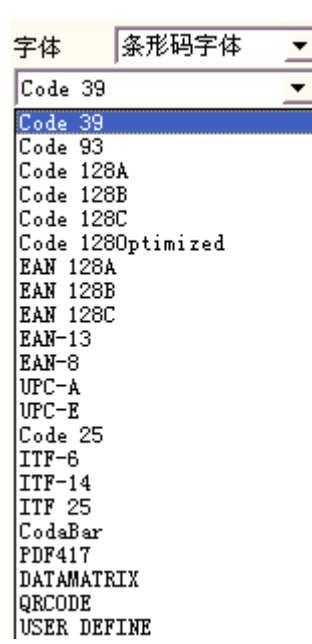 字体 条形码字体
Code 39
Code 39
Code 93
Code 128A
Code 128B
Code 128C
Code 128Optimized
EAN 128A
EAN 128B
EAN 128C
EAN-13
EAN-8
UPC-A
UPC-E
Code 25
ITF-6
ITF-14
ITF 25
CodaBar
PDF417
DATAMATRIX
QRCODE
USER DEFINE